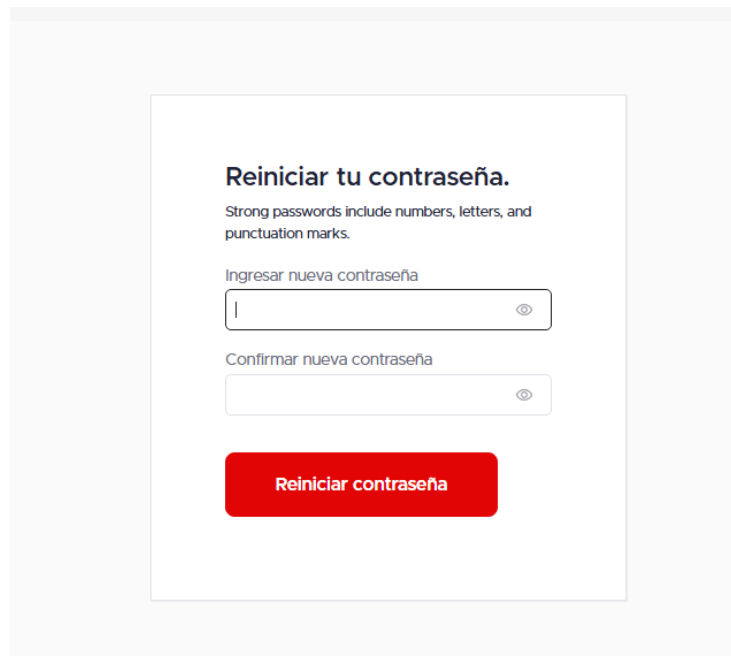 Reiniciar tu contraseña.
Strong passwords include numbers, letters, and
punctuation marks.
Ingresar nueva contraseña
Confirmar nueva contraseña
Reiniciar contraseña